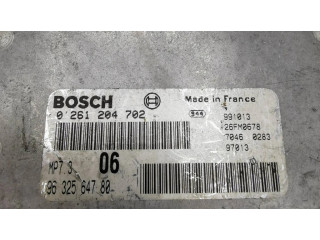 BOSCH
Made in France
0 261 204 702
991013
26FM0678
7046 0283
97013
MP7.3 06
96 325 647 80